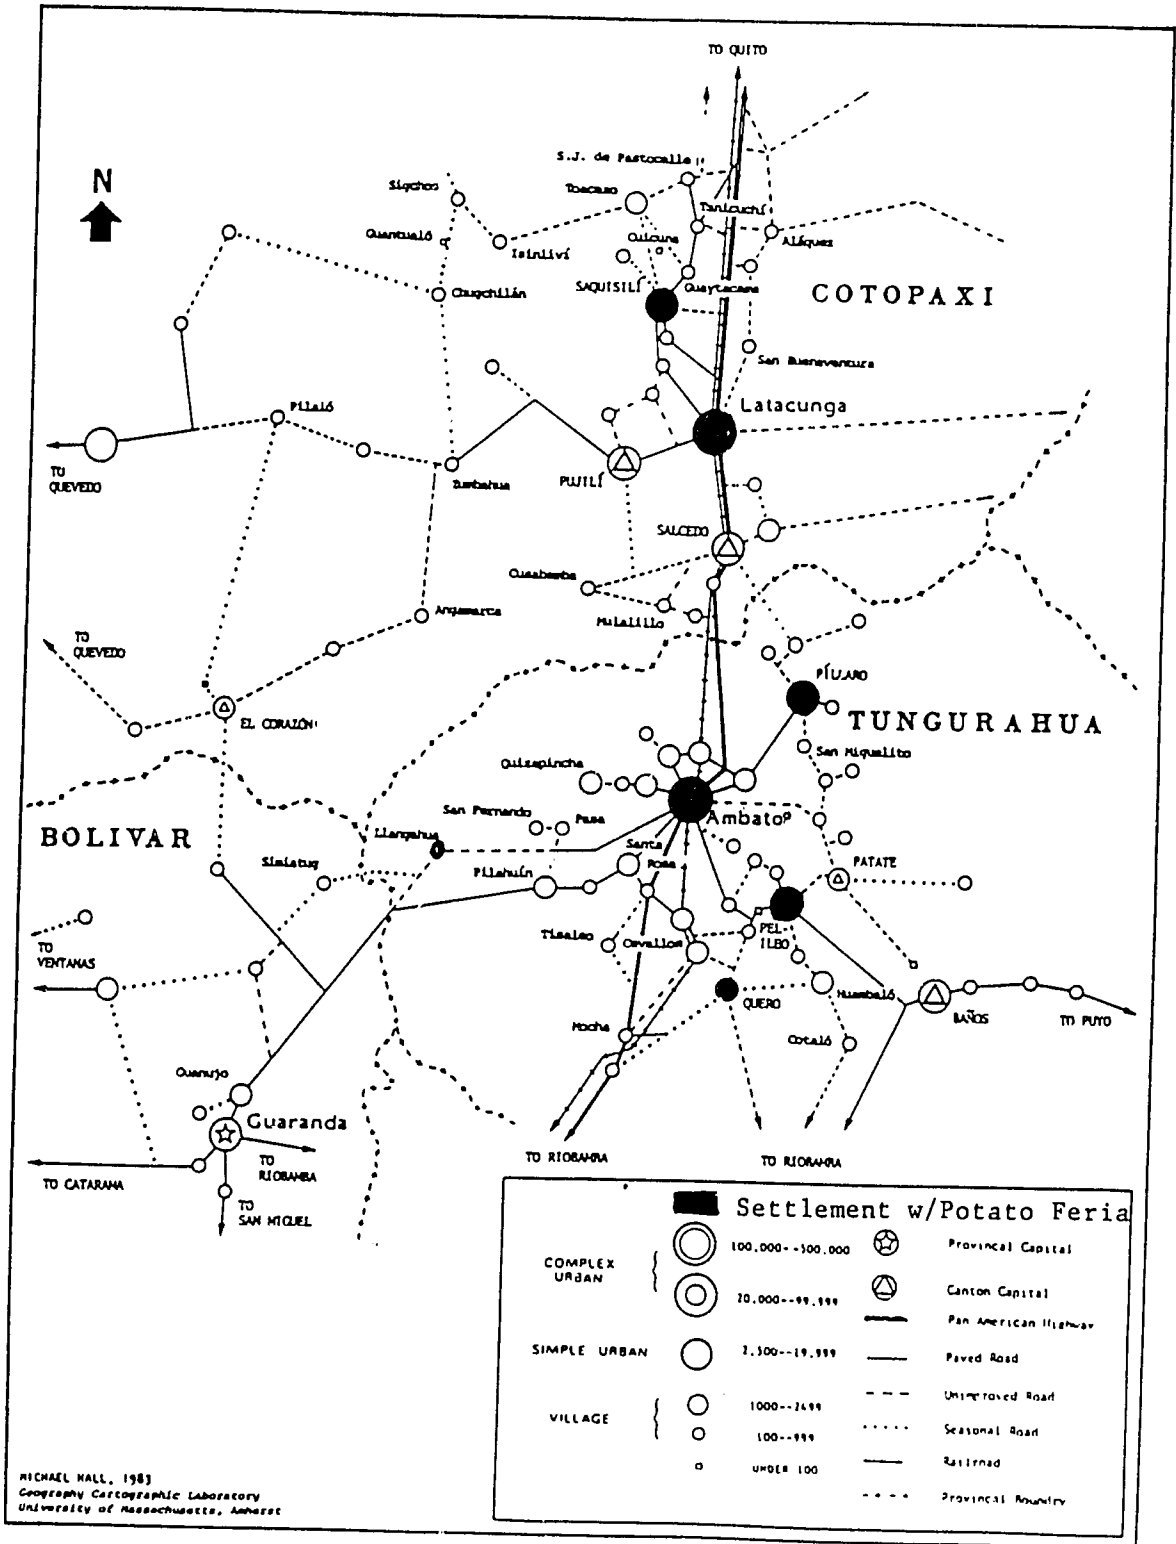 TO QUITO
N
S.J. de Pastocalle
Sigchos
Toacaso
Tanicuchí
Guantualó
Cuicuno
Isinliví
Aláquez
SAQUISILÍ
Guaytacama
Chugchilán
COTOPAXI
San Buenaventura
Pilaló
Latacunga
TO
QUEVEDO
Zumbahua
PUJILÍ
SALCEDO
Cusubamba
Angamarca
Mulalillo
TO
QUEVEDO
PÍLLARO
EL CORAZÓN
TUNGURAHUA
San Miguelito
Quizapincha
San Fernando
Pasa
Ambato
BOLIVAR
Llangahua
Santa
Rosa
Simiatug
Pilahuín
PATATE
TO
VENTANAS
Tisaleo
Cevallos
PEL-
ILEO
QUERO
Huambaló
BAÑOS
TO PUYO
Mocha
Cotaló
Guanujo
Guaranda
TO RIOBAMBA
TO RIOBAMBA
TO
RIOBAMBA
TO CATARAMA
TO
SAN MIGUEL
Settlement w/Potato Feria
COMPLEX
URBAN
100,000--500,000
Provincal Capital
20,000--99,999
Canton Capital
Pan American Highway
SIMPLE URBAN
2,500--19,999
Paved Road
Unimproved Road
VILLAGE
1000--2499
100--999
Seasonal Road
UNDER 100
Railroad
Provincial Boundry
MICHAEL HALL, 1983
Geography Cartographic Laboratory
University of Massachusetts, Amherst